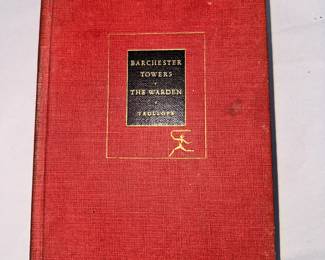 BARCHESTER
TOWERS
THE WARDEN
TROLLOPE